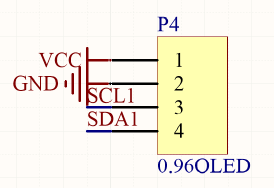 P4
VCC 1
GND 2
SCL1 3
SDA1 4
0.96OLED